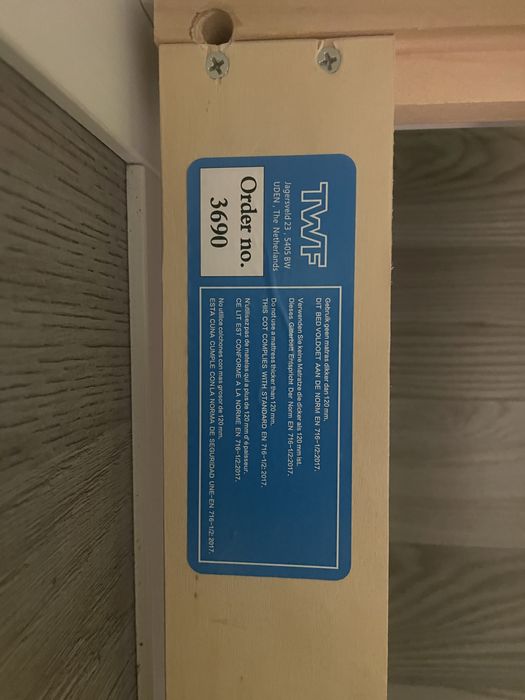 TWF
Jagersveld 23 , 5405 BW
UDEN , The Netherlands
Order no.
3690
Gebruik geen matras dikker dan 120 mm.
DIT BED VOLDOET AAN DE NORM EN 716-1/2:2017.
Verwenden Sie keine Matratze die dicker als 120 mm ist.
Dieses Gitterbett Entspricht Der Norm EN 716-1/2:2017.
Do not use a mattress thicker than 120 mm.
THIS COT COMPLIES WITH STANDARD EN 716-1/2:2017.
N'utilisez pas de matelas qui a plus de 120 mm d'épaisseur.
CE LIT EST CONFORME A LA NORME EN 716-1/2:2017.
No utilice colchones con mas grosor de 120 mm.
ESTA CUNA CUMPLE CON LA NORMA DE SEGURIDAD UNE-EN 716-1/2:2017.